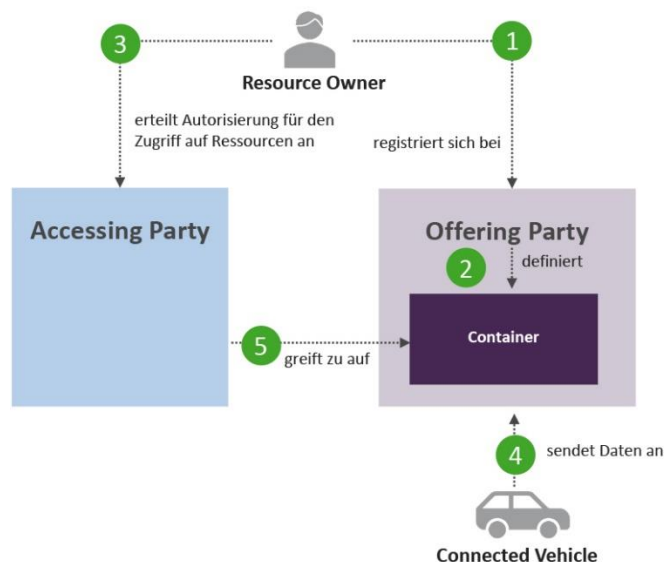 3
1
Resource Owner
erteilt Autorisierung für den
Zugriff auf Ressourcen an
registriert sich bei
Accessing Party
Offering Party
2
definiert
Container
5
greift zu auf
4
sendet Daten an
Connected Vehicle